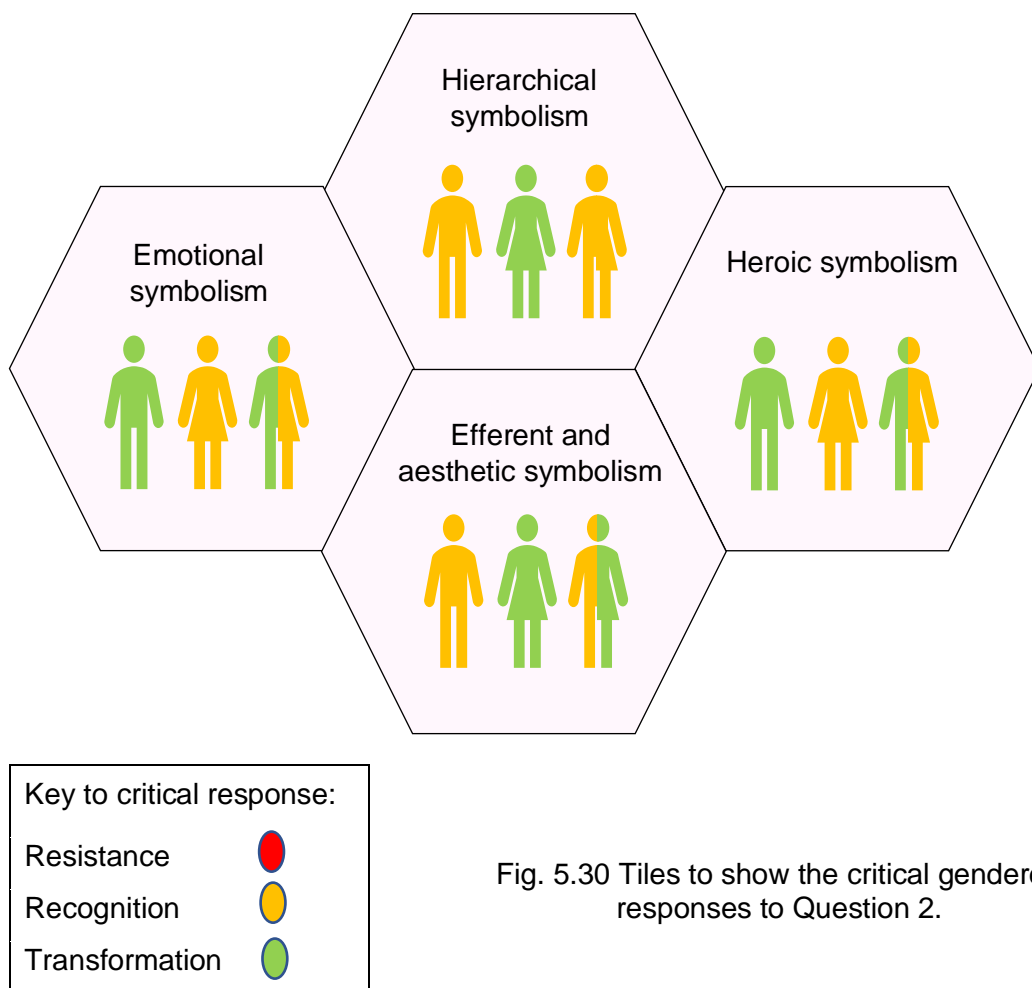 Hierarchical
symbolism
Emotional
symbolism
Heroic symbolism
Efferent and
aesthetic symbolism
Key to critical response:
Resistance
Recognition
Transformation
Fig. 5.30 Tiles to show the critical gendere
responses to Question 2.